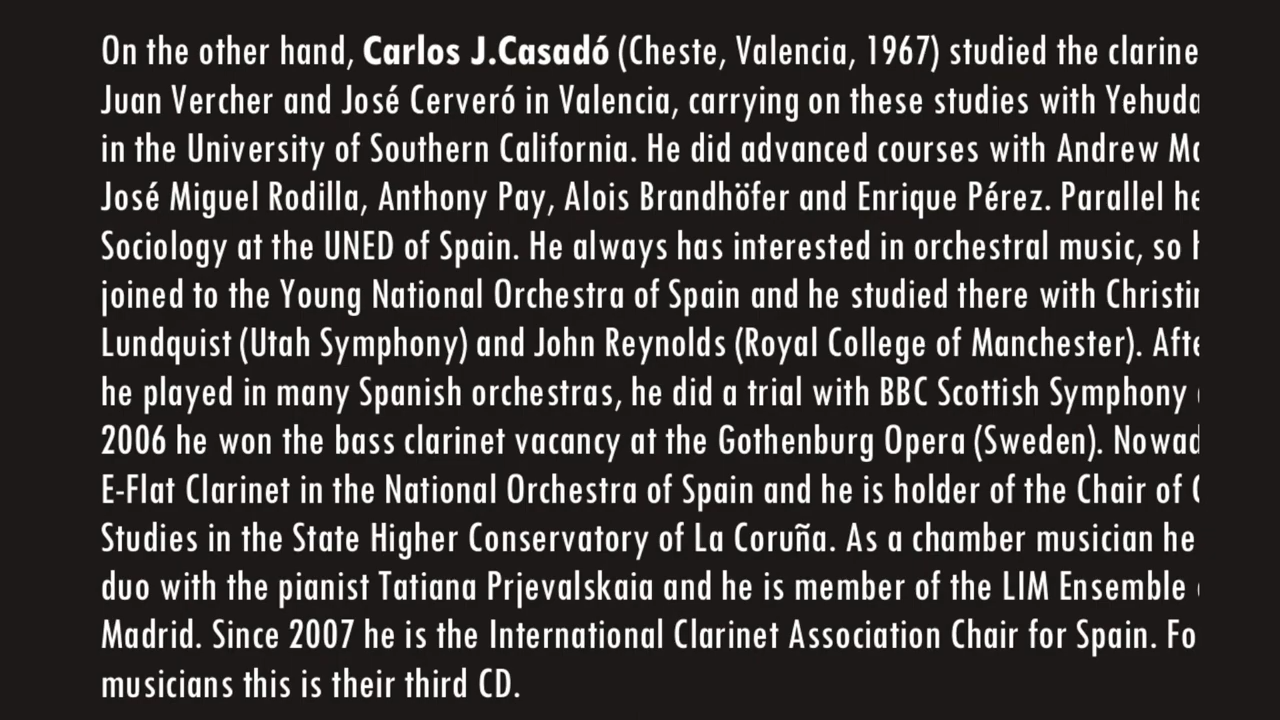 On the other hand, Carlos J.Casadó (Cheste, Valencia, 1967) studied the clarine
Juan Vercher and José Cerveró in Valencia, carrying on these studies with Yehuda
in the University of Southern California. He did advanced courses with Andrew Ma
José Miguel Rodilla, Anthony Pay, Alois Brandhöfer and Enrique Pérez. Parallel he
Sociology at the UNED of Spain. He always has interested in orchestral music, so h
joined to the Young National Orchestra of Spain and he studied there with Christin
Lundquist (Utah Symphony) and John Reynolds (Royal College of Manchester). Afte
he played in many Spanish orchestras, he did a trial with BBC Scottish Symphony
2006 he won the bass clarinet vacancy at the Gothenburg Opera (Sweden). Nowad
E-Flat Clarinet in the National Orchestra of Spain and he is holder of the Chair of
Studies in the State Higher Conservatory of La Coruña. As a chamber musician he
duo with the pianist Tatiana Prjevalskaia and he is member of the LIM Ensemble
Madrid. Since 2007 he is the International Clarinet Association Chair for Spain. Fo
musicians this is their third CD.